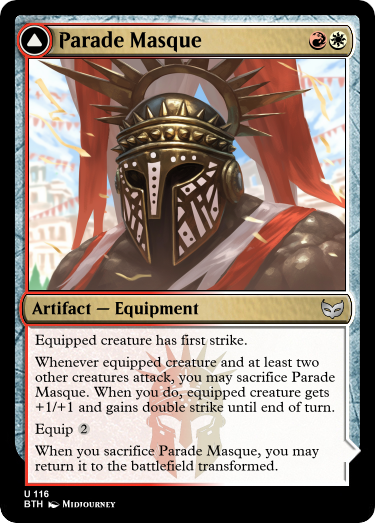 Parade Masque
Artifact — Equipment
Equipped creature has first strike.
Whenever equipped creature and at least two
other creatures attack, you may sacrifice Parade
Masque. When you do, equipped creature gets
+1/+1 and gains double strike until end of turn.
Equip 2
When you sacrifice Parade Masque, you may
return it to the battlefield transformed.
U 116
BTH Midjourney